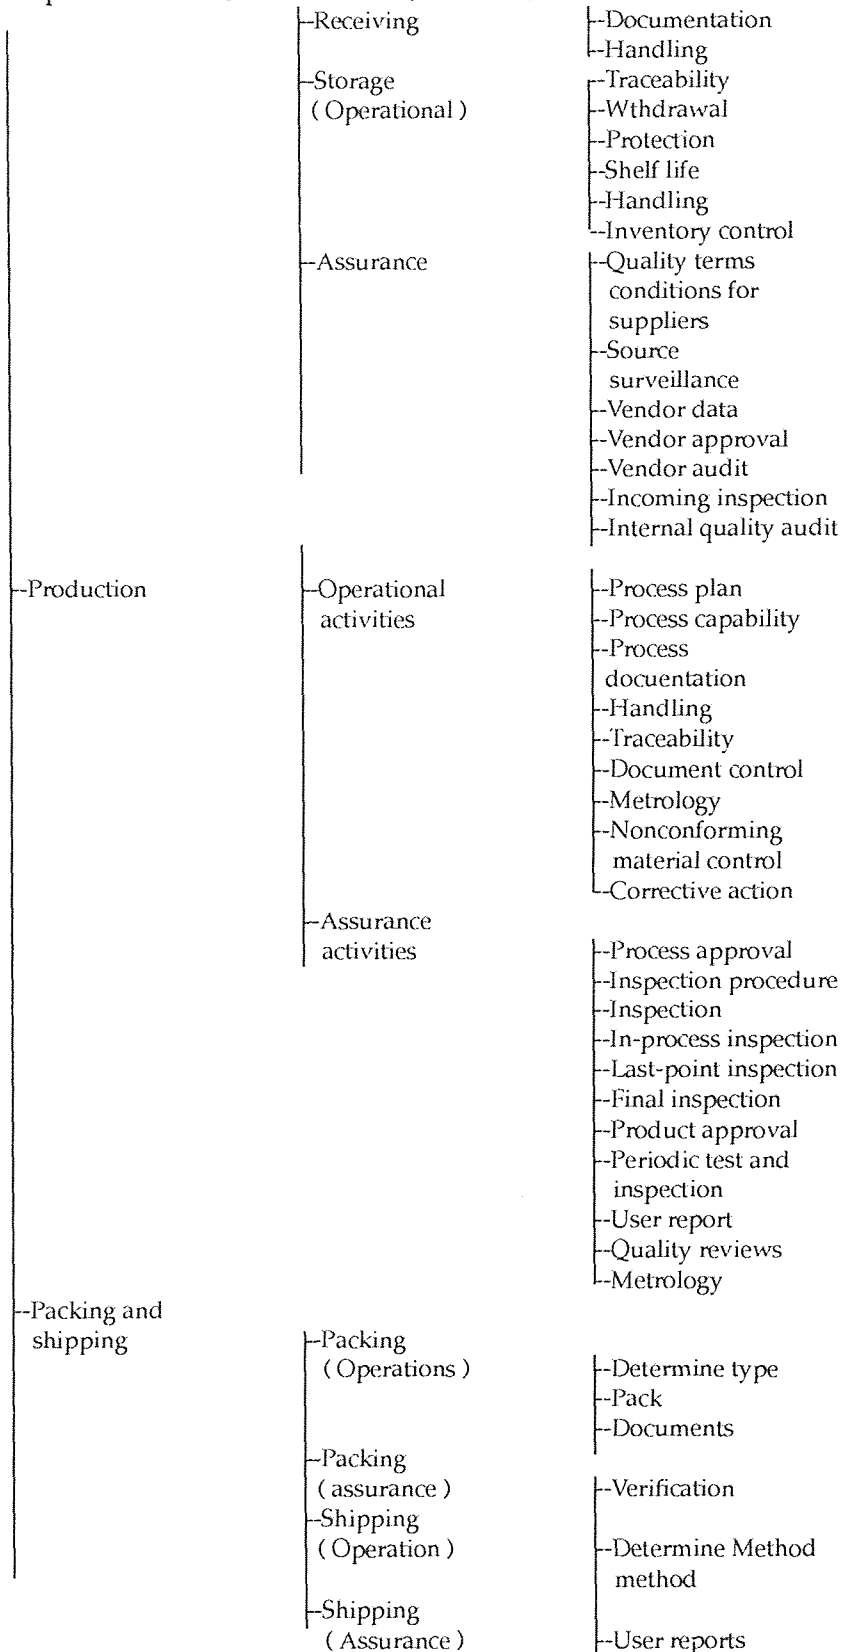 Receiving
Documentation
Handling
Storage
( Operational )
Traceability
Wthdrawal
Protection
Shelf life
Handling
Inventory control
Assurance
Quality terms
conditions for
suppliers
Source
surveillance
Vendor data
Vendor approval
Vendor audit
Incoming inspection
Internal quality audit
Production
Operational
activities
Process plan
Process capability
Process
docuentation
Handling
Traceability
Document control
Metrology
Nonconforming
material control
Corrective action
Assurance
activities
Process approval
Inspection procedure
Inspection
In-process inspection
Last-point inspection
Final inspection
Product approval
Periodic test and
inspection
User report
Quality reviews
Metrology
Packing and
shipping
Packing
( Operations )
Determine type
Pack
Documents
Packing
( assurance )
Verification
Shipping
( Operation )
Determine Method
method
Shipping
( Assurance )
User reports